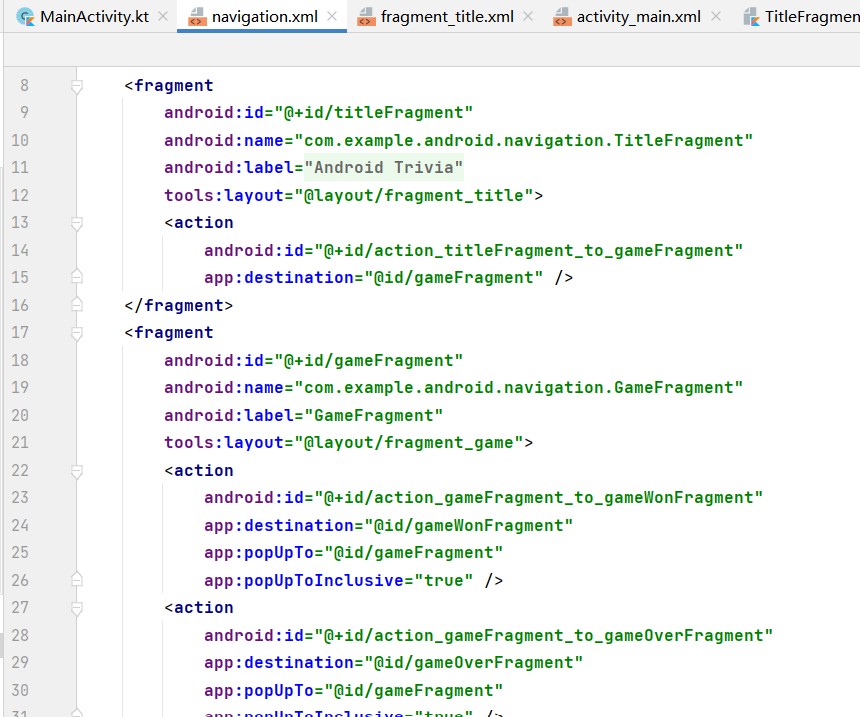 MainActivity.kt navigation.xml fragment_title.xml activity_main.xml
8 <fragment
9 android:id="@+id/titleFragment"
10 android:name="com.example.android.navigation.TitleFragment"
11 android:label="Android Trivia"
12 tools:layout="@layout/fragment_title">
13 <action
14 android:id="@+id/action_titleFragment_to_gameFragment"
15 app:destination="@id/gameFragment" />
16 </fragment>
17 <fragment
18 android:id="@+id/gameFragment"
19 android:name="com.example.android.navigation.GameFragment"
20 android:label="GameFragment"
21 tools:layout="@layout/fragment_game">
22 <action
23 android:id="@+id/action_gameFragment_to_gameWonFragment"
24 app:destination="@id/gameWonFragment"
25 app:popUpTo="@id/gameFragment"
26 app:popUpToInclusive="true" />
27 <action
28 android:id="@+id/action_gameFragment_to_gameOverFragment"
29 app:destination="@id/gameOverFragment"
30 app:popUpTo="@id/gameFragment"
31 app:popUpToInclusive="true" />